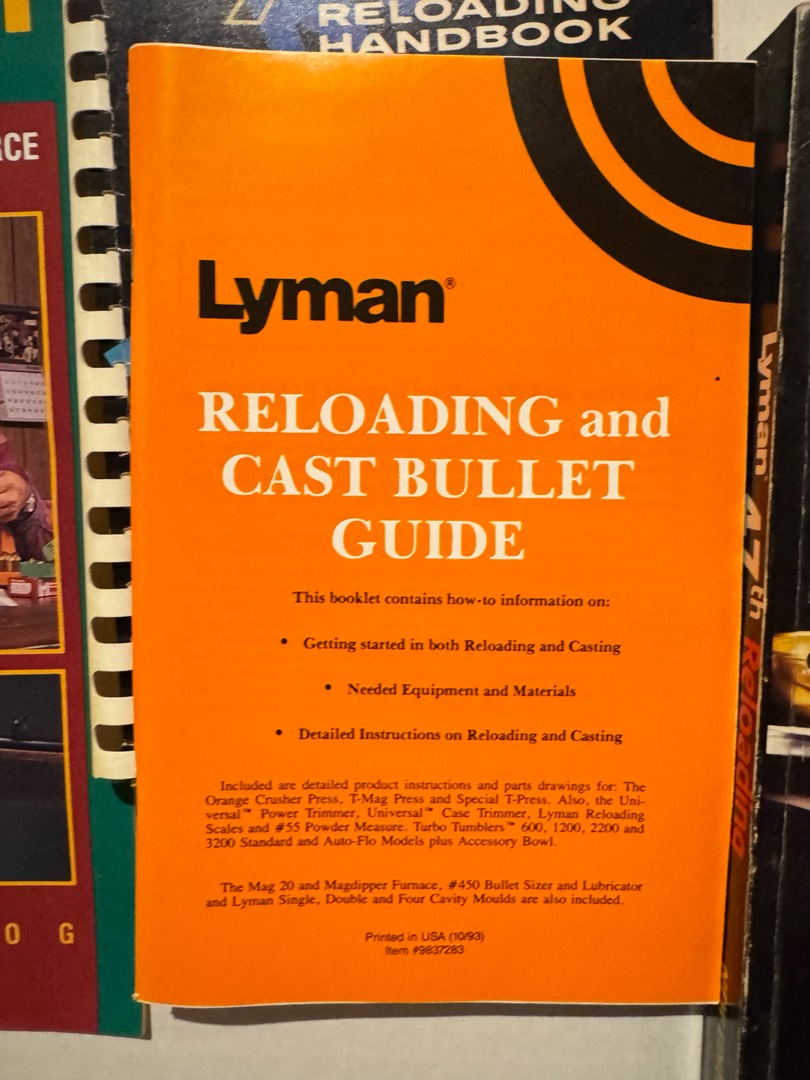 RELOADING
HANDBOOK
RCE
Lyman®
RELOADING and
CAST BULLET
GUIDE
This booklet contains how-to information on:
• Getting started in both Reloading and Casting
• Needed Equipment and Materials
• Detailed Instructions on Reloading and Casting
Included are detailed product instructions and parts drawings for: The
Orange Crusher Press, T-Mag Press and Special T-Press. Also, the Uni-
versal™ Power Trimmer, Universal™ Case Trimmer, Lyman Reloading
Scales and #55 Powder Measure. Turbo Tumblers™ 600, 1200, 2200 and
3200 Standard and Auto-Flo Models plus Accessory Bowl.
The Mag 20 and Magdipper Furnace, #450 Bullet Sizer and Lubricator
and Lyman Single, Double and Four Cavity Moulds are also included.
Printed in USA (10/93)
Item #9837283
O G
Lyman™ 47th Reloading